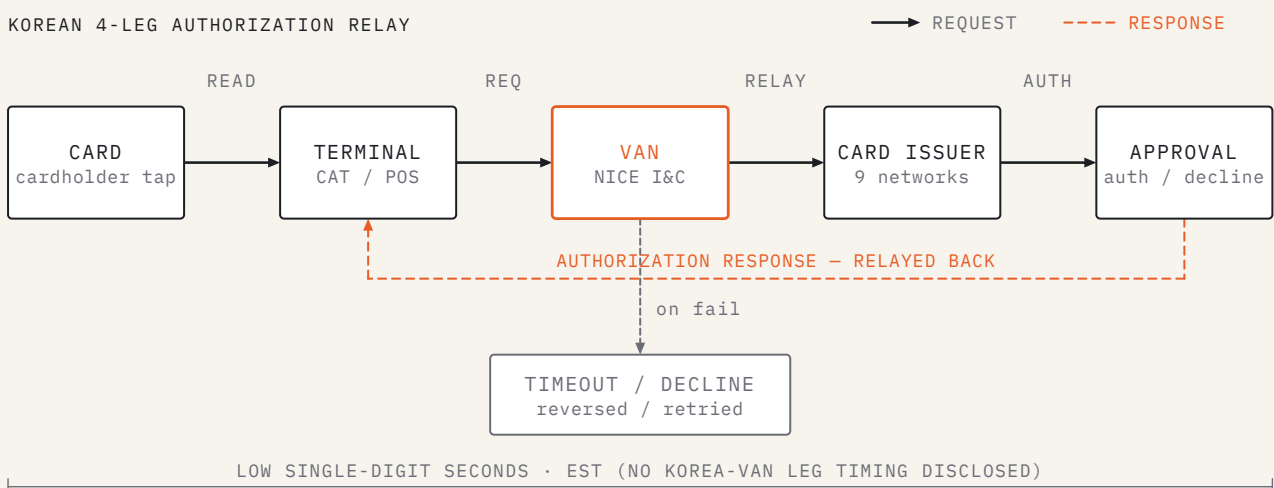 KOREAN 4-LEG AUTHORIZATION RELAY
REQUEST
RESPONSE
READ
REQ
RELAY
AUTH
CARD
cardholder tap
TERMINAL
CAT / POS
VAN
NICE I&C
CARD ISSUER
9 networks
APPROVAL
auth / decline
AUTHORIZATION RESPONSE — RELAYED BACK
on fail
TIMEOUT / DECLINE
reversed / retried
LOW SINGLE-DIGIT SECONDS · EST (NO KOREA-VAN LEG TIMING DISCLOSED)